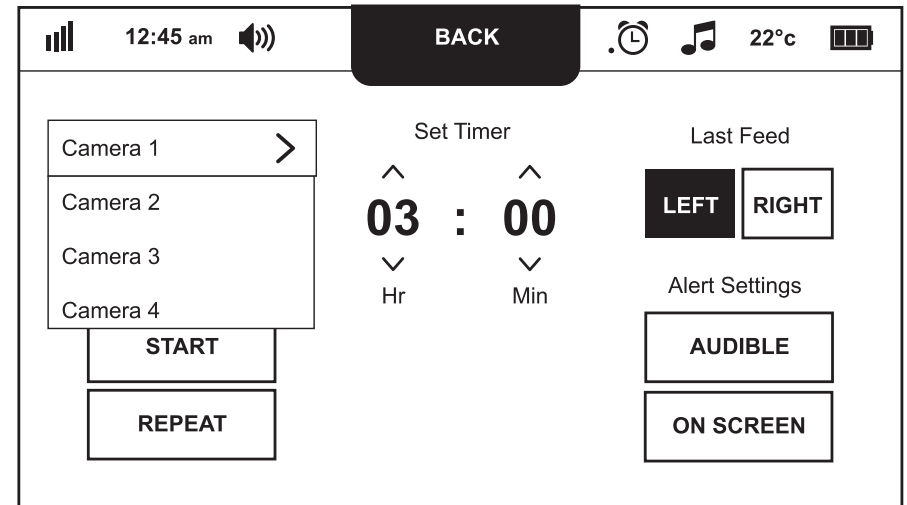 12:45 am
BACK
22°c
Camera 1
Camera 2
Camera 3
Camera 4
START
REPEAT
Set Timer
03 : 00
Hr Min
Last Feed
LEFT RIGHT
Alert Settings
AUDIBLE
ON SCREEN